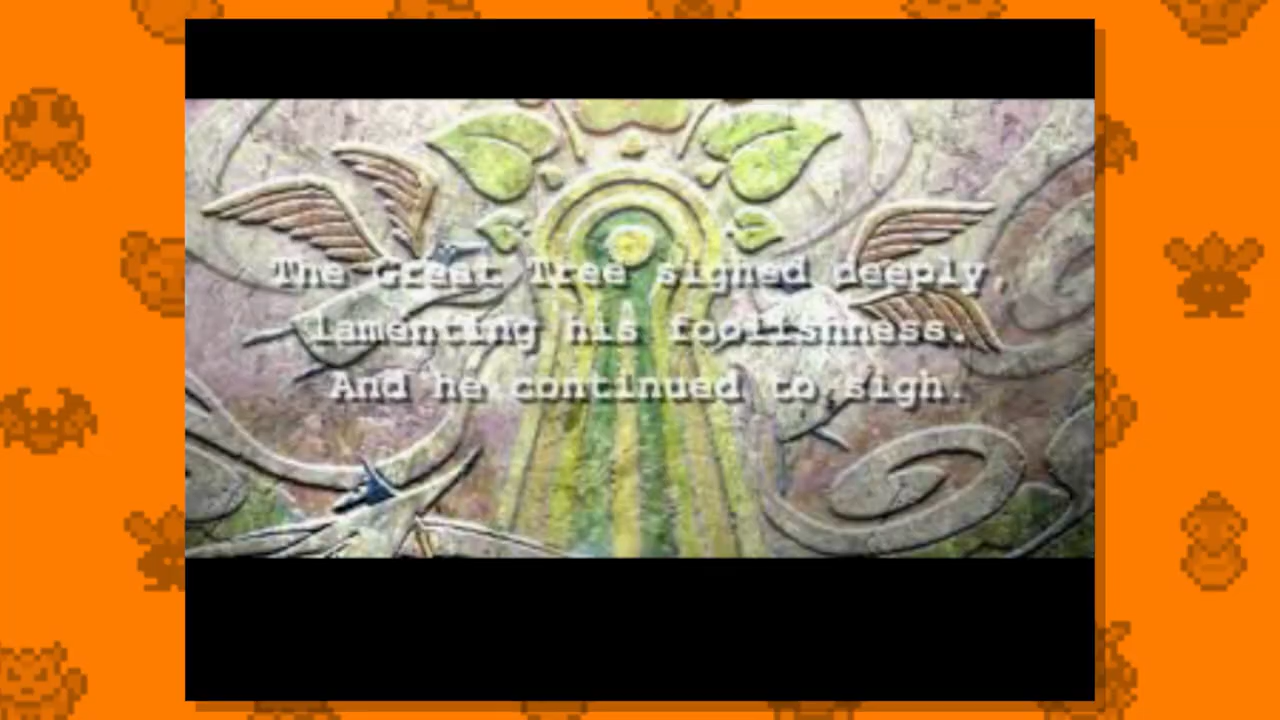 The Great Tree sighed deeply,
lamenting his foolishness.
And he continued to sigh.